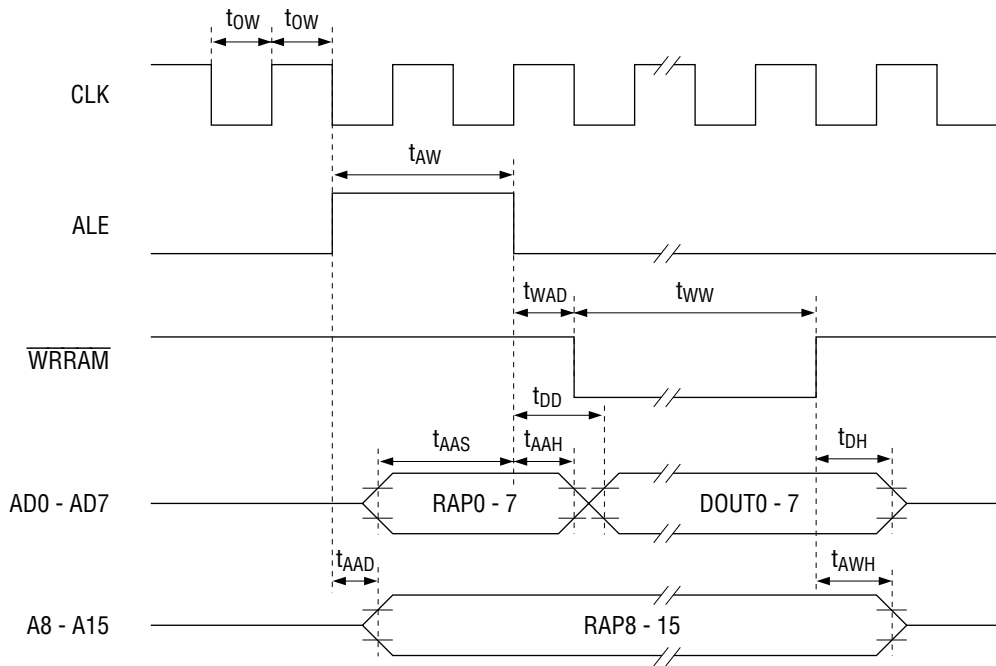 tOW tOW
CLK
tAW
ALE
tWAD tWW
WRRAM
tDD
tAAS tAAH tDH
AD0 - AD7 RAP0 - 7 DOUT0 - 7
tAAD tAWH
A8 - A15 RAP8 - 15